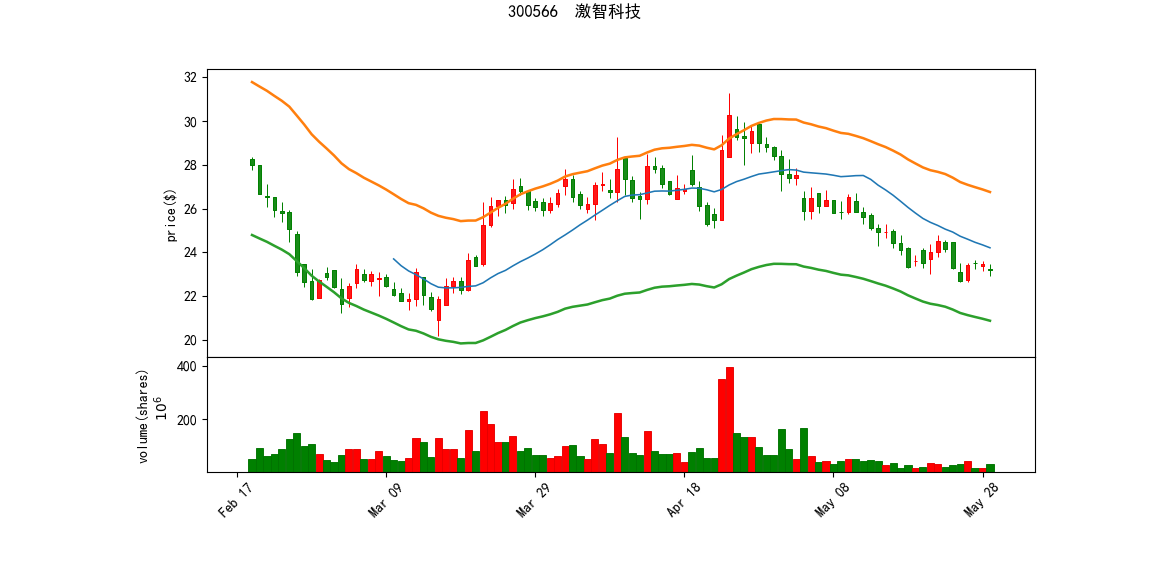 300566 激智科技
price($)
32
30
28
26
24
22
20
volume(shares)
10^6
400
200
Feb 17
Mar 09
Mar 29
Apr 18
May 08
May 28